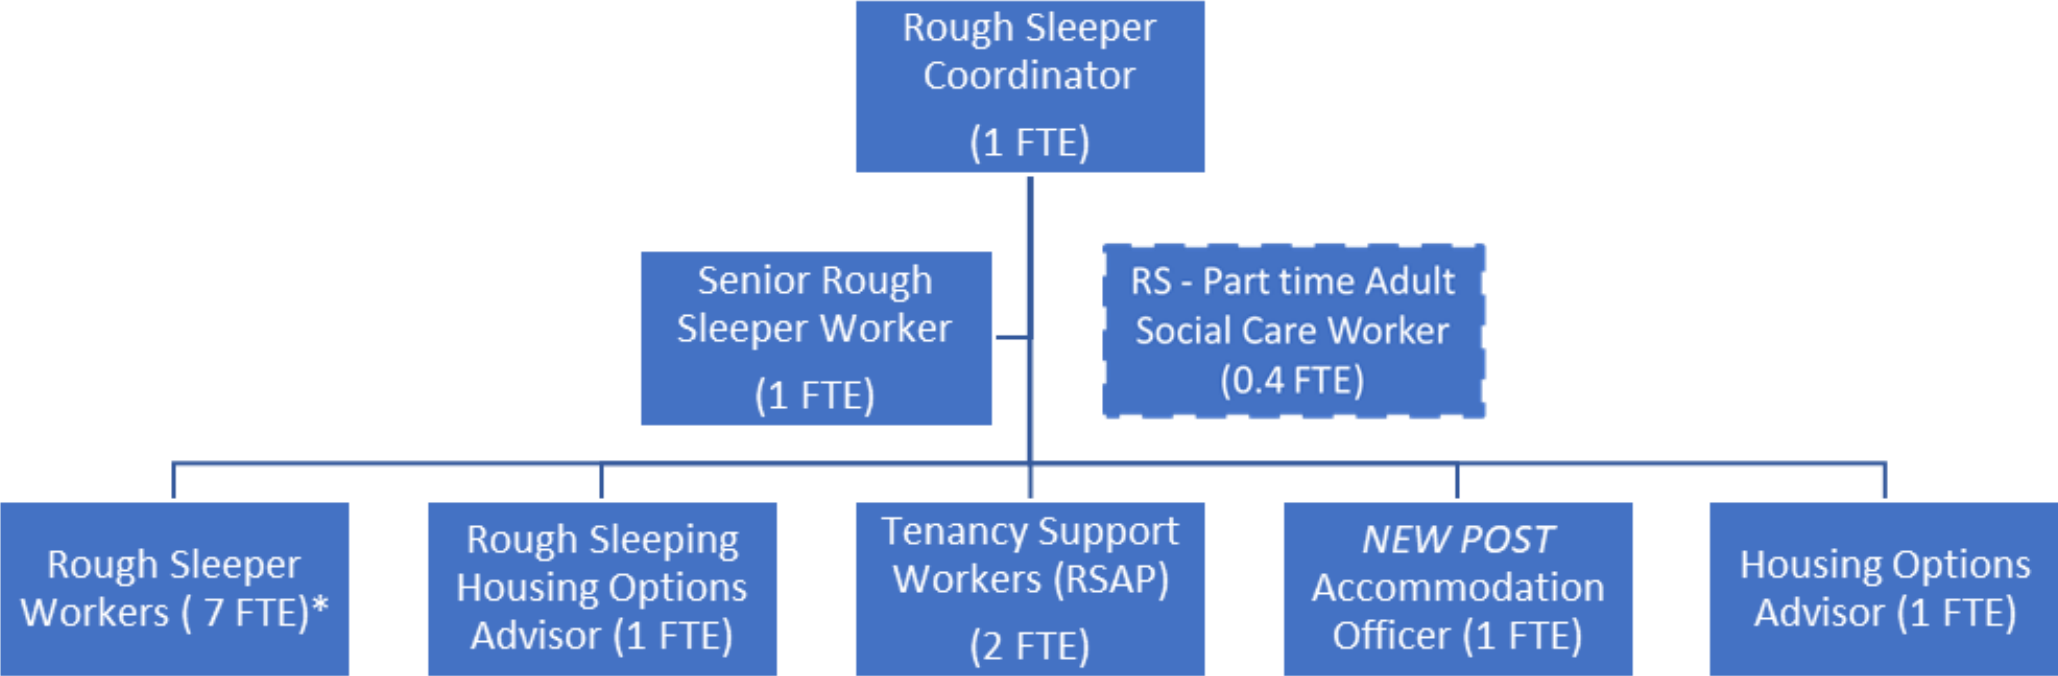 Rough Sleeper
Coordinator
(1 FTE)
Senior Rough
Sleeper Worker
(1 FTE)
RS - Part time Adult
Social Care Worker
(0.4 FTE)
Rough Sleeper
Workers ( 7 FTE)*
Rough Sleeping
Housing Options
Advisor (1 FTE)
Tenancy Support
Workers (RSAP)
(2 FTE)
NEW POST
Accommodation
Officer (1 FTE)
Housing Options
Advisor (1 FTE)